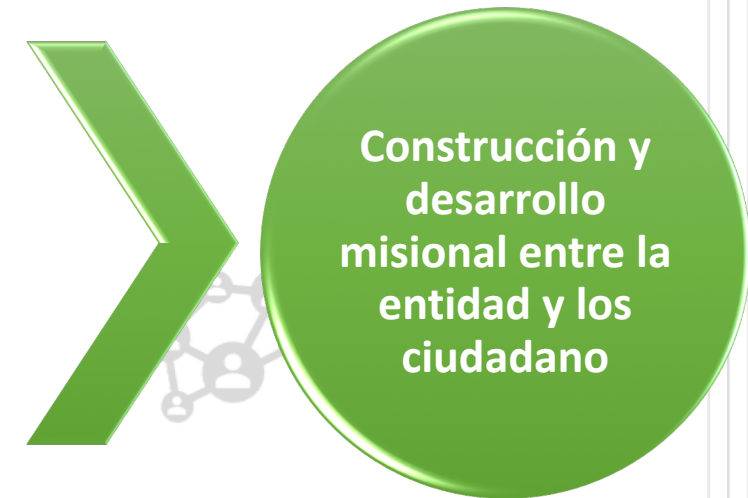 Construcción y
desarrollo
misional entre la
entidad y los
ciudadano